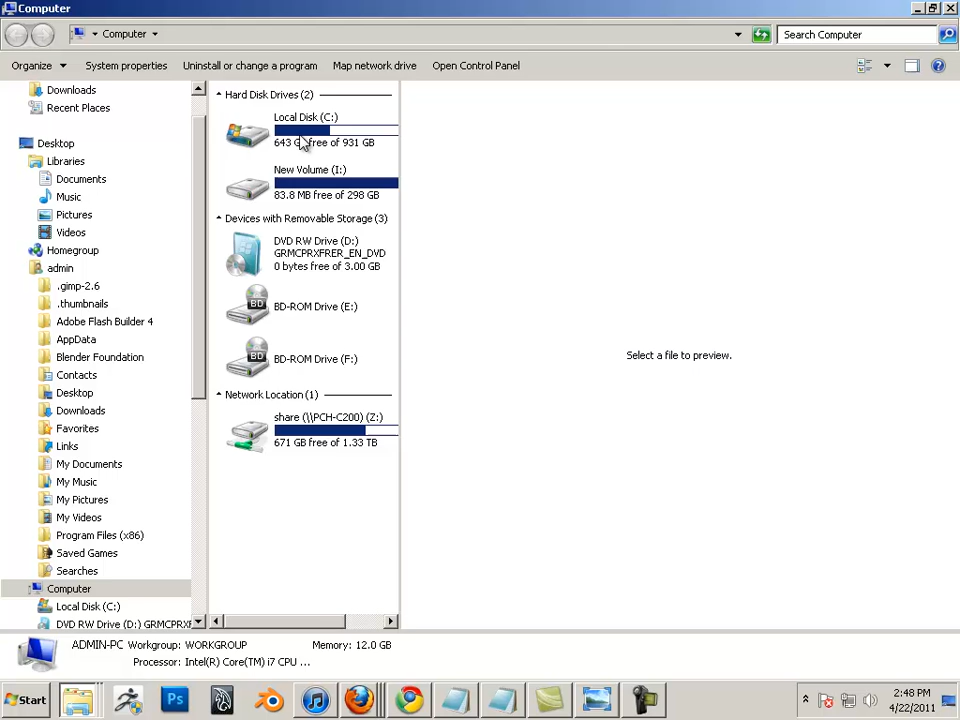 Computer
Computer
Search Computer
Organize
System properties
Uninstall or change a program
Map network drive
Open Control Panel
Downloads
Recent Places
Desktop
Libraries
Documents
Music
Pictures
Videos
Homegroup
admin
.gimp-2.6
.thumbnails
Adobe Flash Builder 4
AppData
Blender Foundation
Contacts
Desktop
Downloads
Favorites
Links
My Documents
My Music
My Pictures
My Videos
Program Files (x86)
Saved Games
Searches
Computer
Local Disk (C:)
DVD RW Drive (D:) GRMCPRXF
Hard Disk Drives (2)
Local Disk (C:)
643 G free of 931 GB
New Volume (I:)
83.8 MB free of 298 GB
Devices with Removable Storage (3)
DVD RW Drive (D:)
GRMCPRXFRER_EN_DVD
0 bytes free of 3.00 GB
BD
BD-ROM Drive (E:)
BD
BD-ROM Drive (F:)
Network Location (1)
share (\\PCH-C200) (Z:)
671 GB free of 1.33 TB
Select a file to preview.
ADMIN-PC Workgroup: WORKGROUP Memory: 12.0 GB
Processor: Intel(R) Core(TM) i7 CPU ...
Start
Ps
2:48 PM
4/22/2011